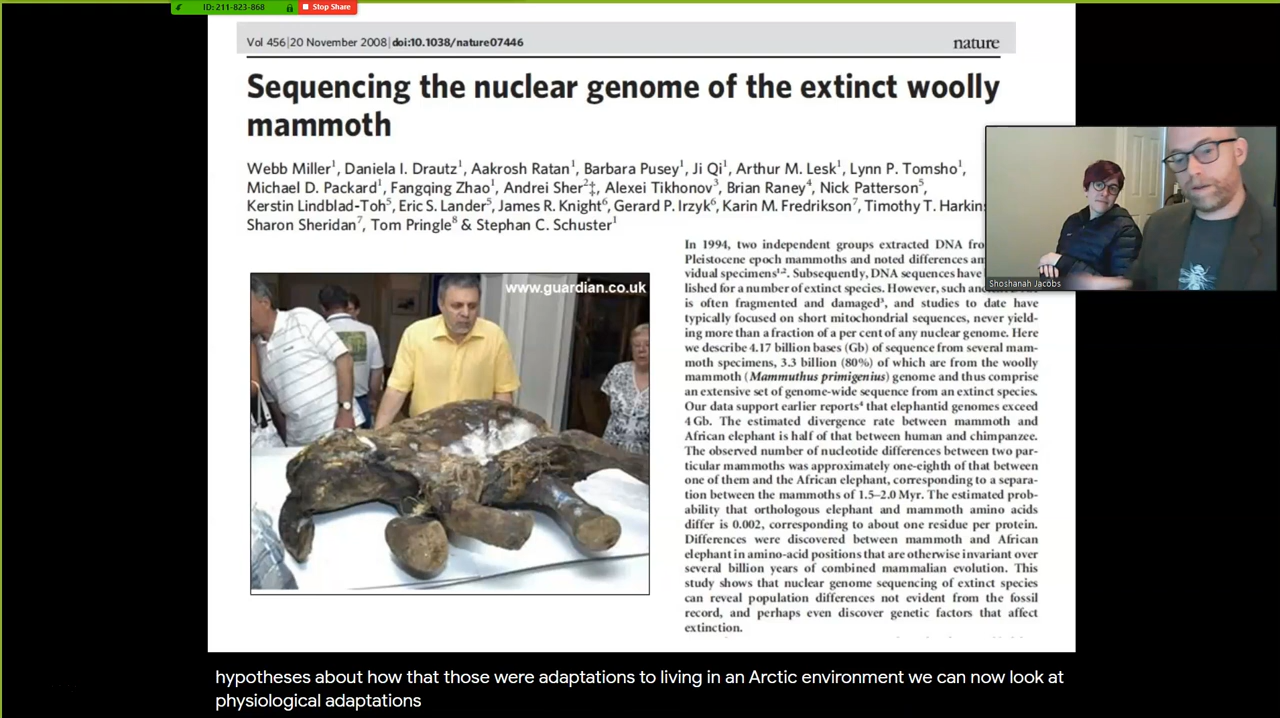 ID: 211-823-868
Stop Share
Vol 456|20 November 2008|doi:10.1038/nature07446
nature
Sequencing the nuclear genome of the extinct woolly
mammoth
Webb Miller¹, Daniela I. Drautz¹, Aakrosh Ratan¹, Barbara Pusey¹, Ji Qi¹, Arthur M. Lesk¹, Lynn P. Tomsho¹,
Michael D. Packard¹, Fangqing Zhao¹, Andrei Sher²‡, Alexei Tikhonov³, Brian Raney⁴, Nick Patterson⁵,
Kerstin Lindblad-Toh⁵, Eric S. Lander⁵, James R. Knight⁶, Gerard P. Irzyk⁶, Karin M. Fredrikson⁷, Timothy T. Harkin
Sharon Sheridan⁷, Tom Pringle⁸ & Stephan C. Schuster¹
www.guardian.co.uk
In 1994, two independent groups extracted DNA fro
Pleistocene epoch mammoths and noted differences am
vidual specimens¹,². Subsequently, DNA sequences have
lished for a number of extinct species. However, such an
is often fragmented and damaged³, and studies to date have
typically focused on short mitochondrial sequences, never yield-
ing more than a fraction of a per cent of any nuclear genome. Here
we describe 4.17 billion bases (Gb) of sequence from several mam-
moth specimens, 3.3 billion (80%) of which are from the woolly
mammoth (Mammuthus primigenius) genome and thus comprise
an extensive set of genome-wide sequence from an extinct species.
Our data support earlier reports⁴ that elephantid genomes exceed
4 Gb. The estimated divergence rate between mammoth and
African elephant is half of that between human and chimpanzee.
The observed number of nucleotide differences between two par-
ticular mammoths was approximately one-eighth of that between
one of them and the African elephant, corresponding to a separa-
tion between the mammoths of 1.5–2.0 Myr. The estimated prob-
ability that orthologous elephant and mammoth amino acids
differ is 0.002, corresponding to about one residue per protein.
Differences were discovered between mammoth and African
elephant in amino-acid positions that are otherwise invariant over
several billion years of combined mammalian evolution. This
study shows that nuclear genome sequencing of extinct species
can reveal population differences not evident from the fossil
record, and perhaps even discover genetic factors that affect
extinction.
Shoshanah Jacobs
hypotheses about how that those were adaptations to living in an Arctic environment we can now look at
physiological adaptations